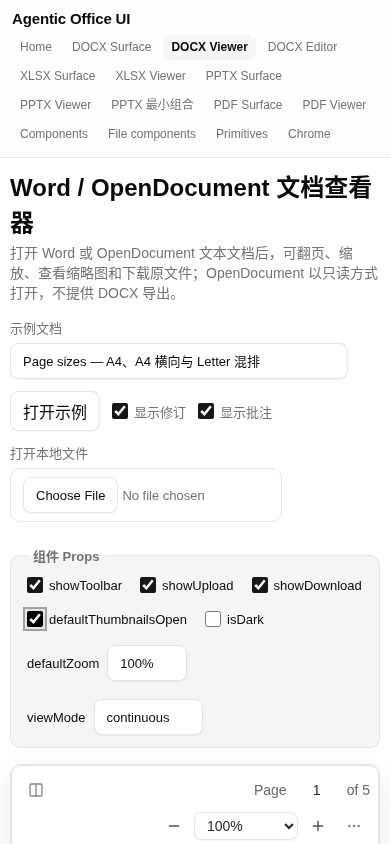 Agentic Office UI
Home DOCX Surface DOCX Viewer DOCX Editor
XLSX Surface XLSX Viewer PPTX Surface
PPTX Viewer PPTX 最小组合 PDF Surface PDF Viewer
Components File components Primitives Chrome
Word / OpenDocument 文档查看
器
打开 Word 或 OpenDocument 文本文档后，可翻页、缩
放、查看缩略图和下载原文件；OpenDocument 以只读方式
打开，不提供 DOCX 导出。
示例文档
Page sizes — A4、A4 横向与 Letter 混排
打开示例 显示修订 显示批注
打开本地文件
Choose File No file chosen
组件 Props
showToolbar showUpload showDownload
defaultThumbnailsOpen isDark
defaultZoom 100%
viewMode continuous
Page 1 of 5
100%